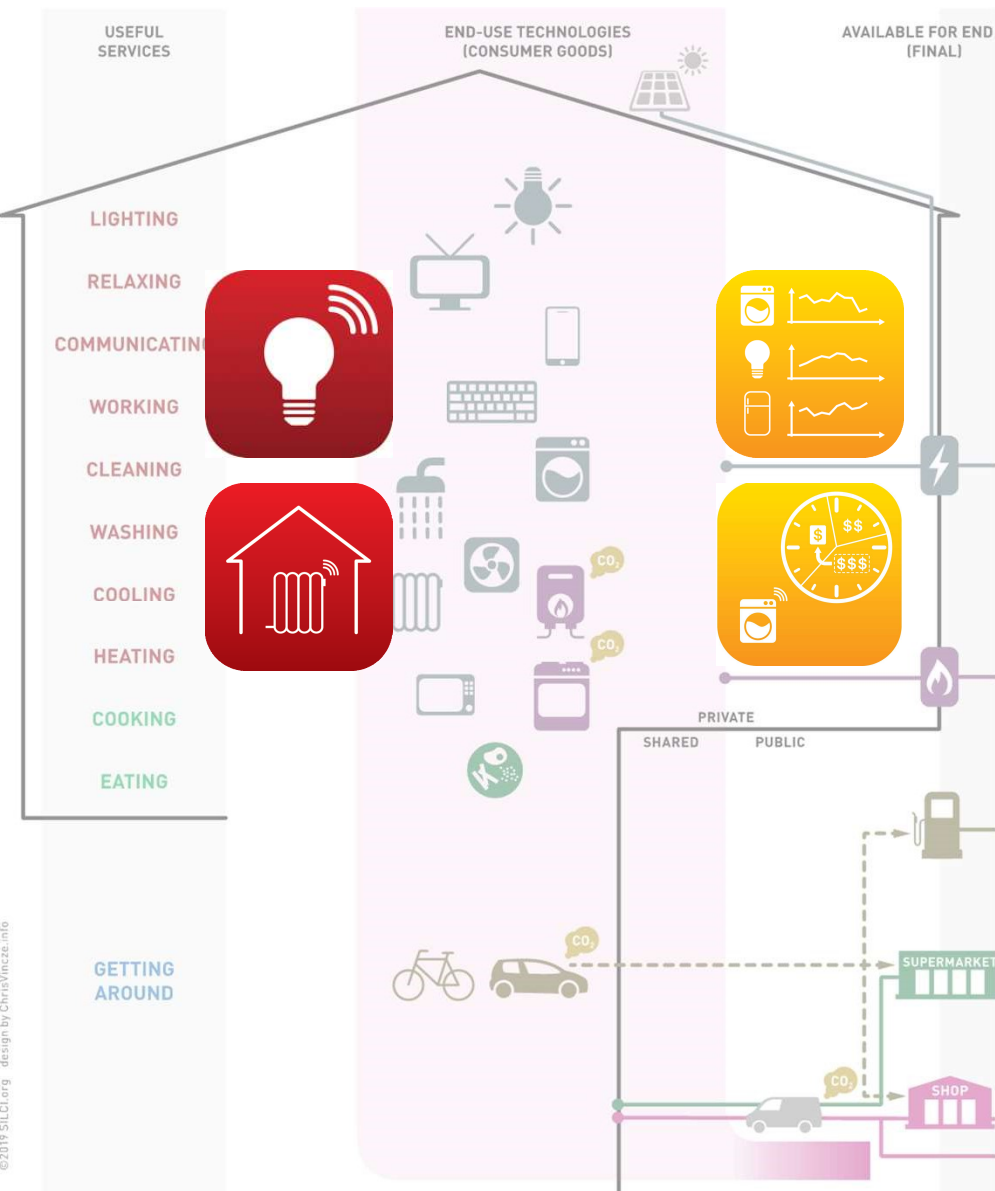 USEFUL
SERVICES
END-USE TECHNOLOGIES
(CONSUMER GOODS)
AVAILABLE FOR END
(FINAL)
LIGHTING
RELAXING
COMMUNICATING
WORKING
CLEANING
WASHING
COOLING
HEATING
COOKING
EATING
$
$$
$$$
CO₂
CO₂
PRIVATE
SHARED
PUBLIC
GETTING
AROUND
CO₂
SUPERMARKET
CO₂
SHOP
©2019 SILCI.org design by ChrisVincze.info